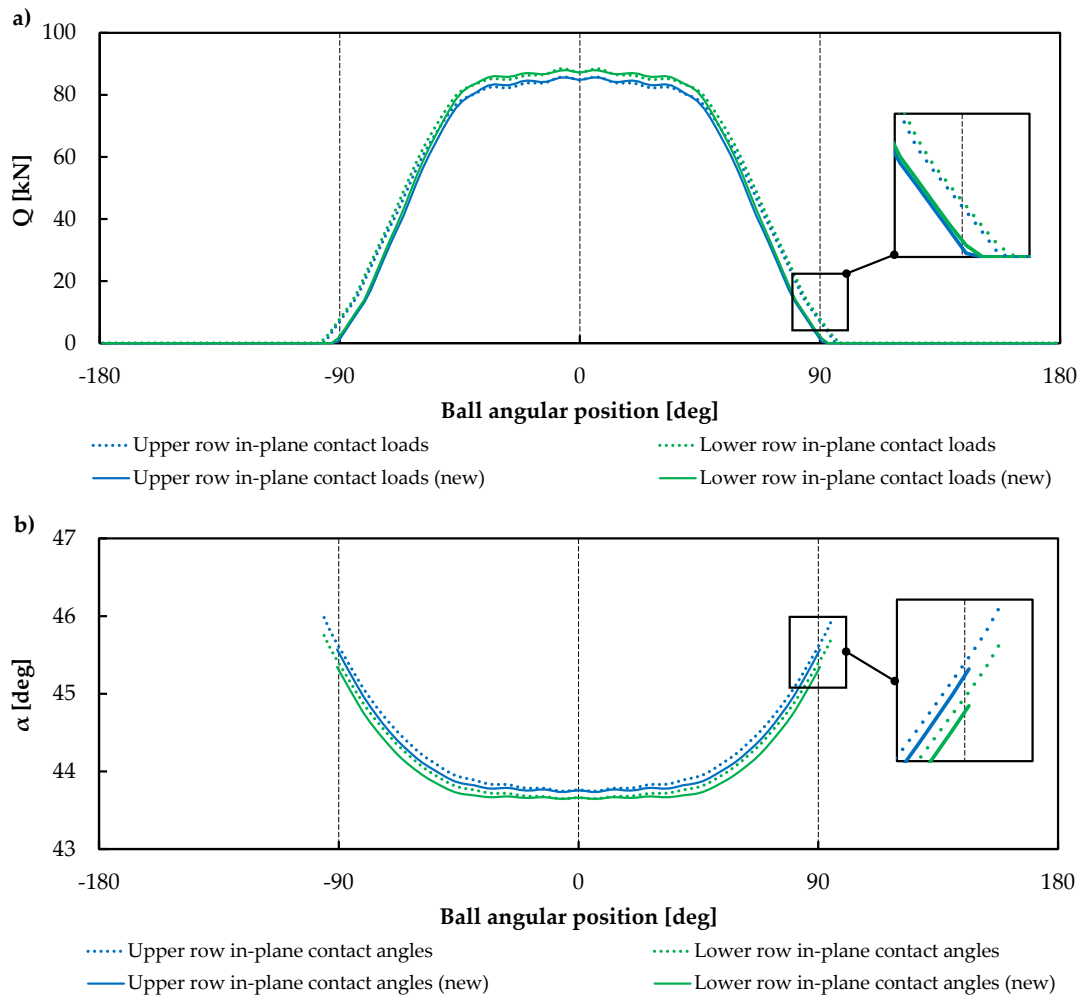 a)
100
80
60
40
20
0
Q [kN]
-180 -90 0 90 180
Ball angular position [deg]
Upper row in-plane contact loads Lower row in-plane contact loads
Upper row in-plane contact loads (new) Lower row in-plane contact loads (new)
b)
47
46
45
44
43
α [deg]
-180 -90 0 90 180
Ball angular position [deg]
Upper row in-plane contact angles Lower row in-plane contact angles
Upper row in-plane contact angles (new) Lower row in-plane contact angles (new)